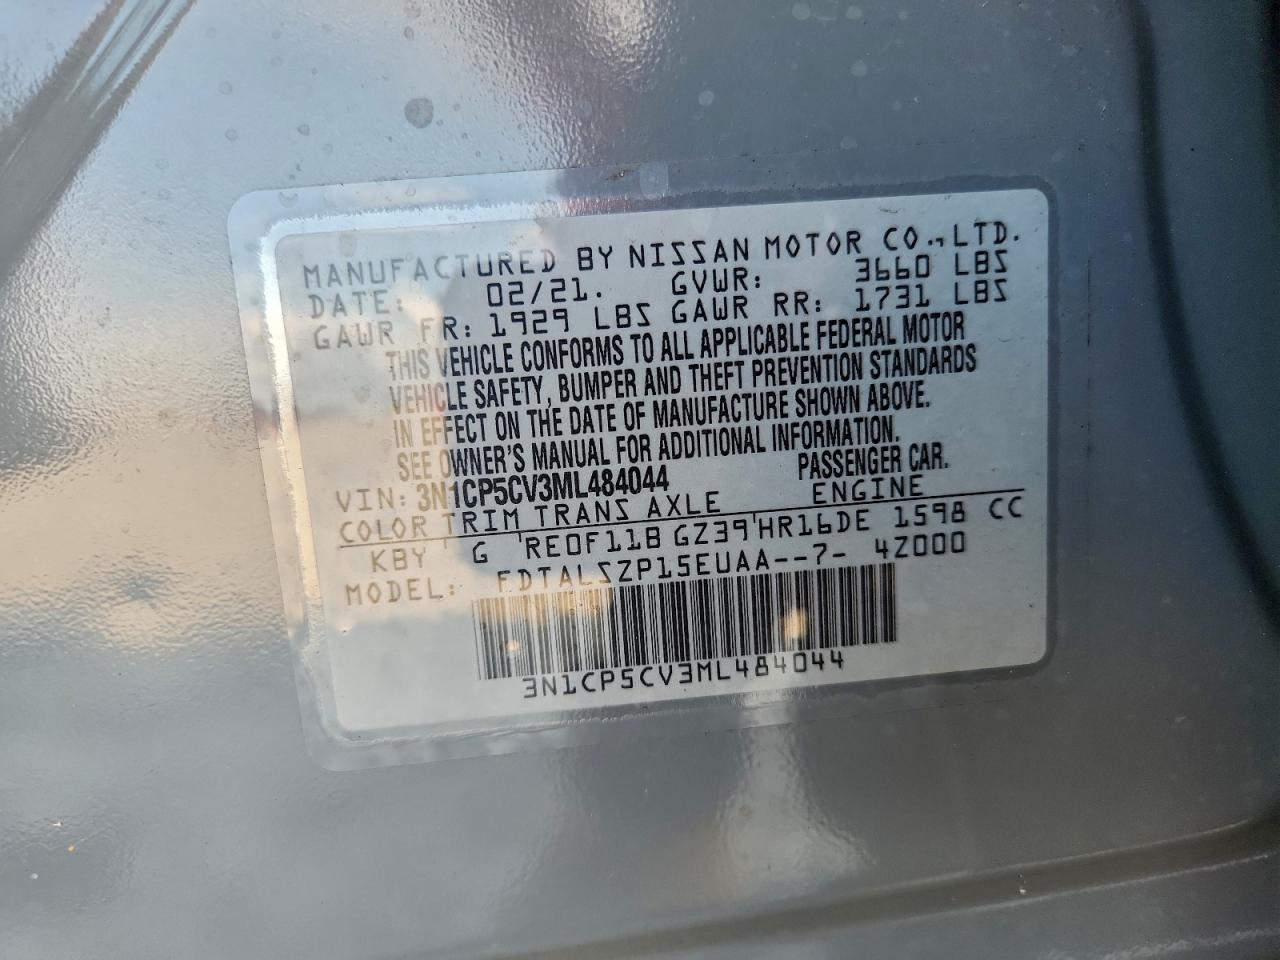 MANUFACTURED BY NISSAN MOTOR CO.,LTD.
DATE: 02/21. GVWR: 3660 LBS
GAWR FR: 1929 LBS GAWR RR: 1731 LBS
THIS VEHICLE CONFORMS TO ALL APPLICABLE FEDERAL MOTOR
VEHICLE SAFETY, BUMPER AND THEFT PREVENTION STANDARDS
IN EFFECT ON THE DATE OF MANUFACTURE SHOWN ABOVE.
SEE OWNER'S MANUAL FOR ADDITIONAL INFORMATION.
VIN: 3N1CP5CV3ML484044 PASSENGER CAR.
COLOR TRIM TRANS AXLE ENGINE
KBY G RE0F11B GZ39 HR16DE 1598 CC
MODEL: FDTALSZP15EUAA--7- 4Z000
3N1CP5CV3ML484044